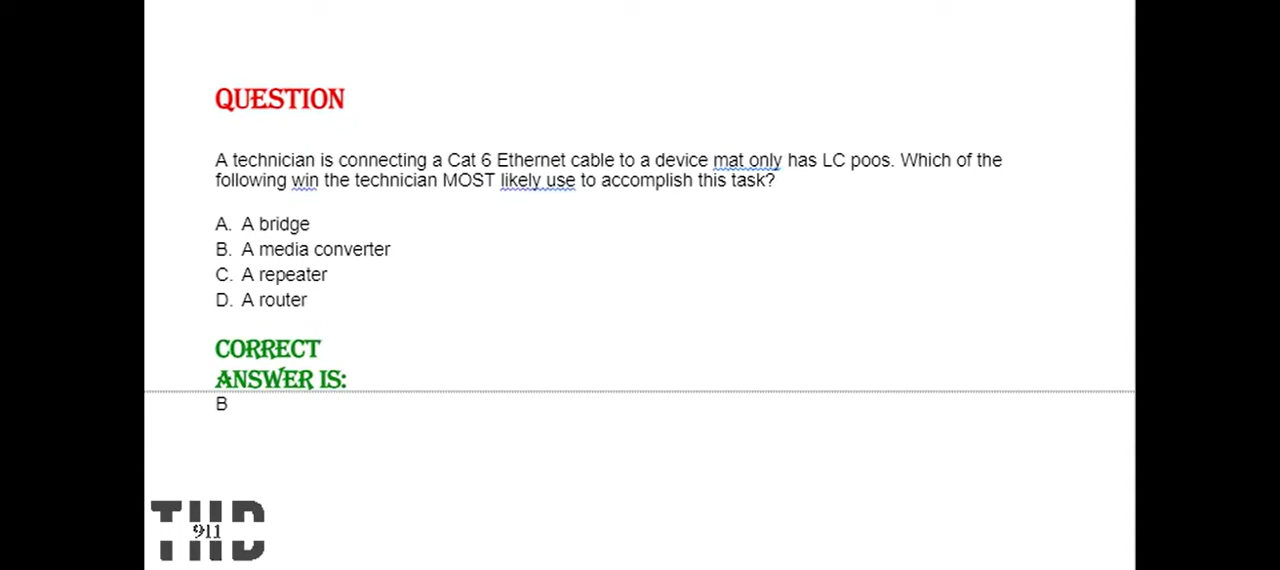 QUESTION
A technician is connecting a Cat 6 Ethernet cable to a device mat only has LC poos. Which of the
following win the technician MOST likely use to accomplish this task?
A. A bridge
B. A media converter
C. A repeater
D. A router
CORRECT
ANSWER IS:
B
THD
911